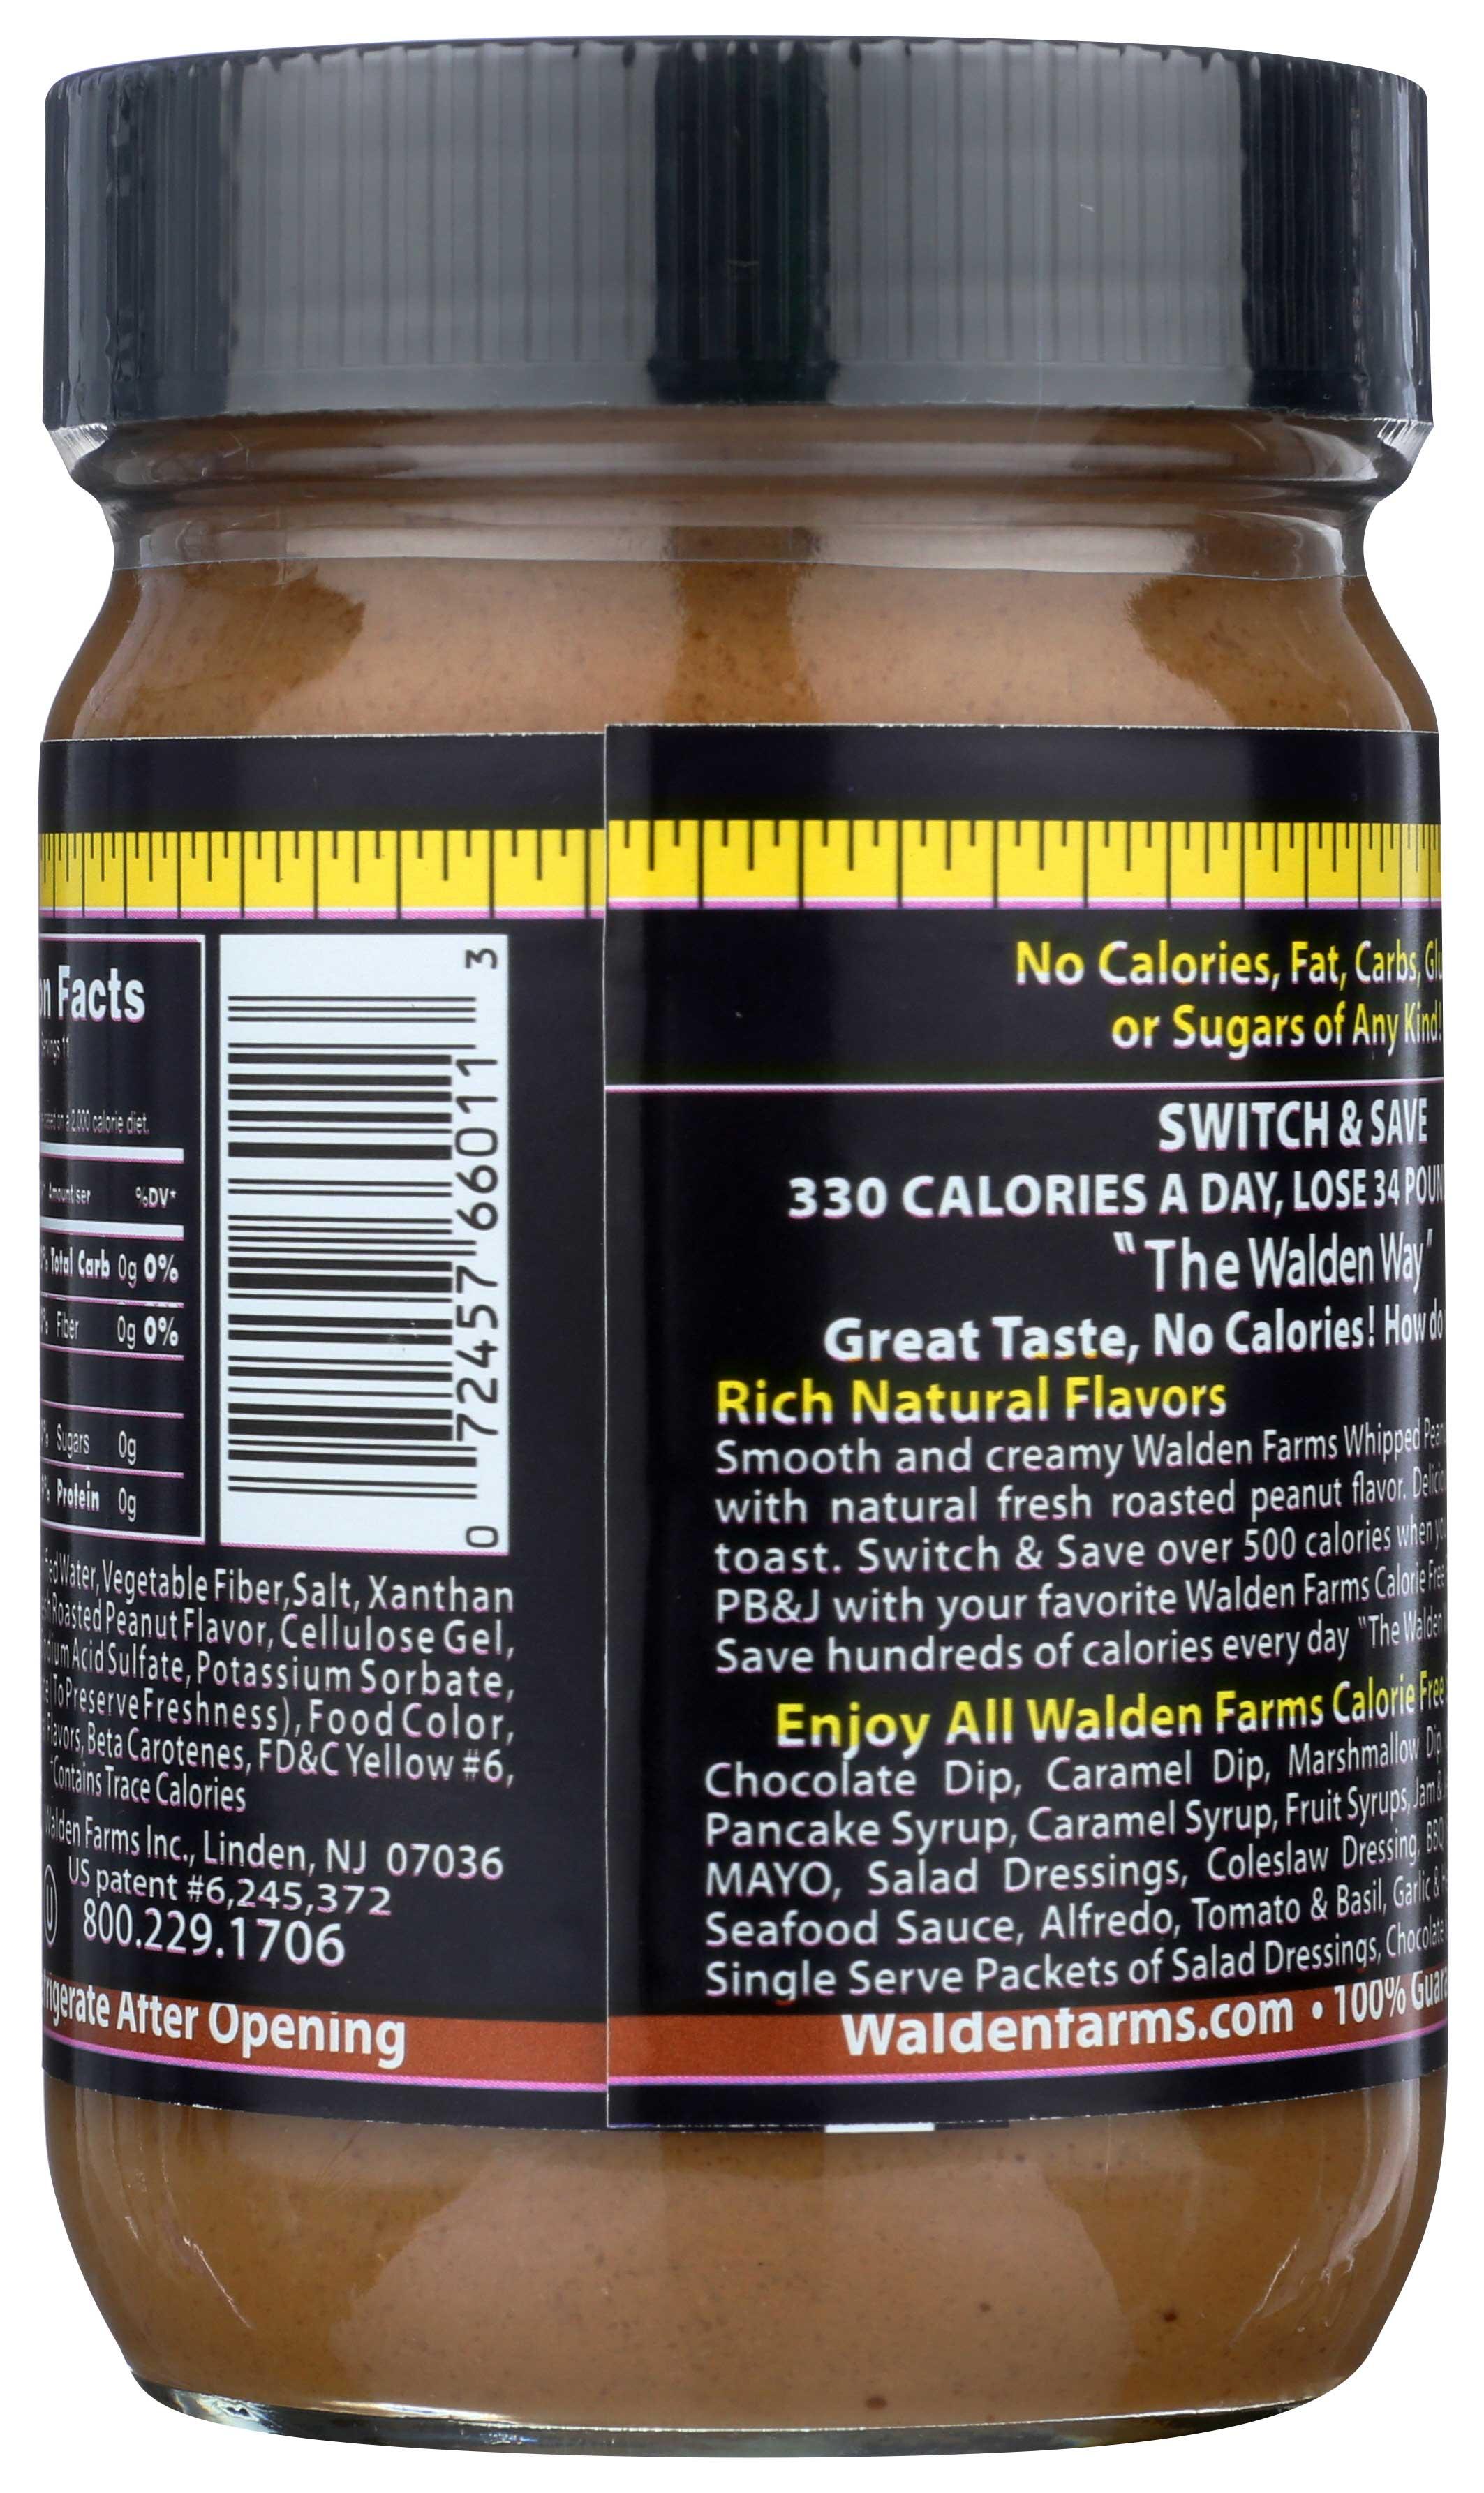 Facts
2,000 calorie diet.
%DV*
Total Carb 0g 0%
Fiber 0g 0%
Sugars 0g
Protein 0g
0 72457 66011 3
Water, Vegetable Fiber, Salt, Xanthan
Roasted Peanut Flavor, Cellulose Gel,
Acid Sulfate, Potassium Sorbate,
(To Preserve Freshness), Food Color,
Flavors, Beta Carotenes, FD&C Yellow #6,
*Contains Trace Calories
Walden Farms Inc., Linden, NJ 07036
US patent #6,245,372
U 800.229.1706
After Opening
No Calories, Fat, Carbs,
or Sugars of Any Kind!
SWITCH & SAVE
330 CALORIES A DAY, LOSE 34
"The Walden Way"
Great Taste, No Calories! How do
Rich Natural Flavors
Smooth and creamy Walden Farms Whipped
with natural fresh roasted peanut flavor.
toast. Switch & Save over 500 calories when
PB&J with your favorite Walden Farms Calorie Free
Save hundreds of calories every day "The Walden
Enjoy All Walden Farms Calorie Free
Chocolate Dip, Caramel Dip, Marshmallow Dip
Pancake Syrup, Caramel Syrup, Fruit Syrups, Jam &
MAYO, Salad Dressings, Coleslaw Dressing, BBQ
Seafood Sauce, Alfredo, Tomato & Basil, Garlic &
Single Serve Packets of Salad Dressings, Chocolate
Waldenfarms.com • 100%